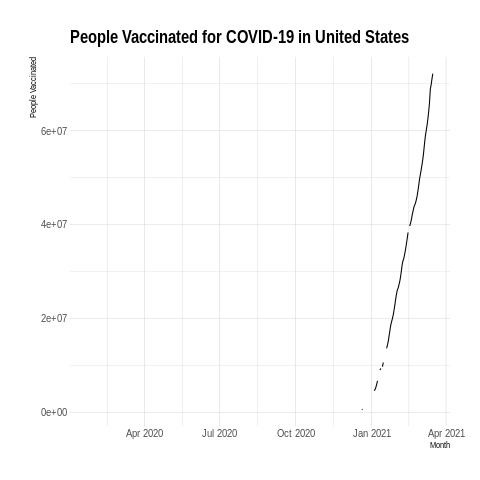 People Vaccinated for COVID-19 in United States
People Vaccinated
6e+07
4e+07
2e+07
0e+00
Apr 2020 Jul 2020 Oct 2020 Jan 2021 Apr 2021
Month